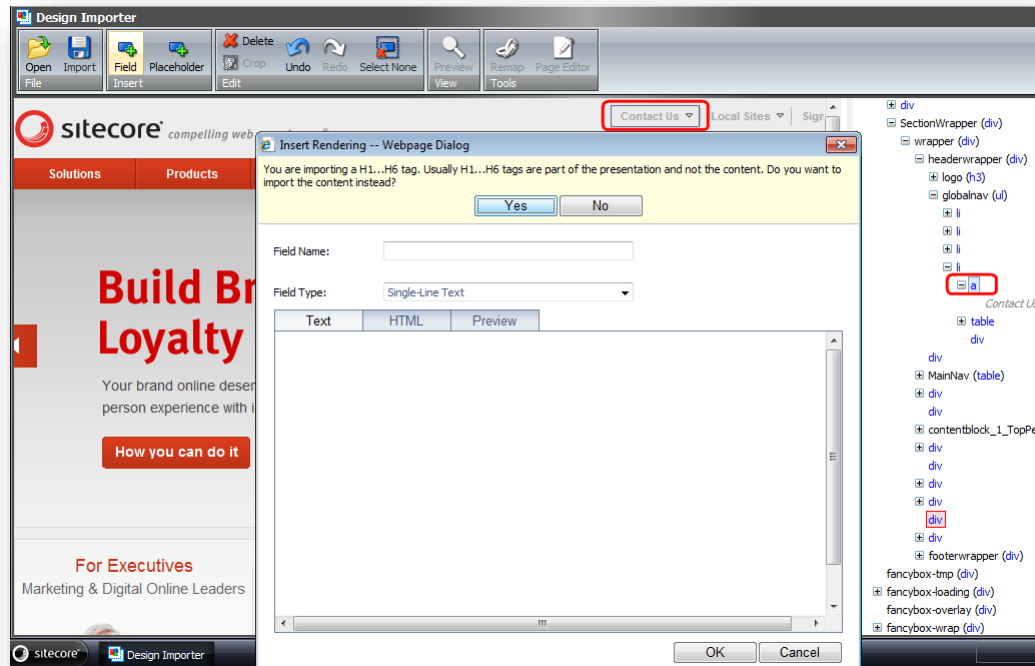 Design Importer
Open Import Field Placeholder Delete Crop Undo Redo Select None Preview Remap Page Editor
File Insert Edit View Tools
sitecore compelling web
Contact Us Local Sites Sign
Solutions Products
Build Br
Loyalty
Your brand online deser
person experience with i
How you can do it
For Executives
Marketing & Digital Online Leaders
Insert Rendering -- Webpage Dialog
You are importing a H1...H6 tag. Usually H1...H6 tags are part of the presentation and not the content. Do you want to
import the content instead?
Yes No
Field Name:
Field Type: Single-Line Text
Text HTML Preview
OK Cancel
div
SectionWrapper (div)
wrapper (div)
headerwrapper (div)
logo (h3)
globalnav (ul)
li
li
li
li
a
Contact Us
table
div
div
MainNav (table)
div
div
contentblock_1_TopPe
div
div
div
div
div
div
footerwrapper (div)
fancybox-tmp (div)
fancybox-loading (div)
fancybox-overlay (div)
fancybox-wrap (div)
sitecore Design Importer